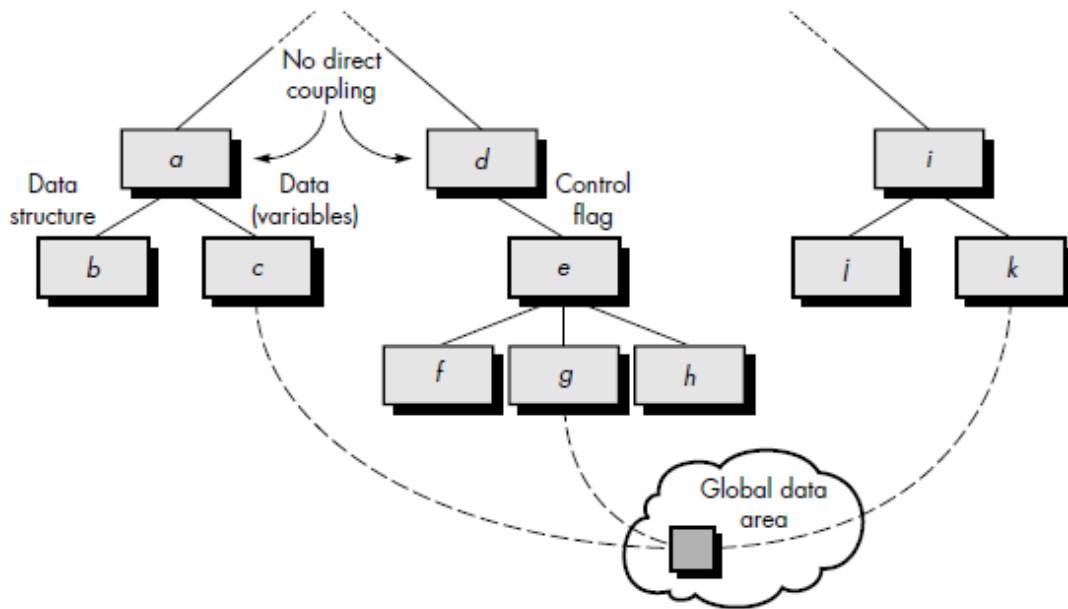 No direct
coupling
a
d
i
Data
structure
Data
(variables)
Control
flag
b
c
e
j
k
f
g
h
Global data
area